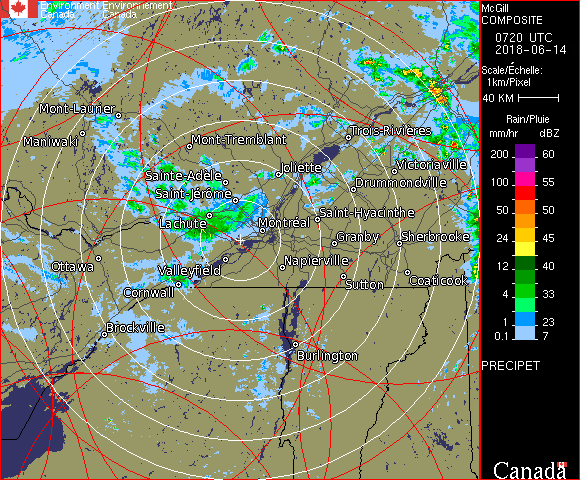 Environment Environnement
Canada Canada
McGill
COMPOSITE
0720 UTC
2018-06-14
Scale/Échelle:
1km/Pixel
40 KM
Rain/Pluie
mm/hr dBZ
200 60
100 55
50 50
24 45
12 40
4 33
1 23
0.1 7
PRECIPET
Canada
Mont-Laurier
Maniwaki
Mont-Tremblant
Trois-Rivières
Sainte-Adèle
Joliette
Victoriaville
Saint-Jérôme
Drummondville
Lachute
Montréal
Saint-Hyacinthe
Granby
Sherbrooke
Ottawa
Valleyfield
Napierville
Cornwall
Sutton
Coaticook
Brockville
Burlington